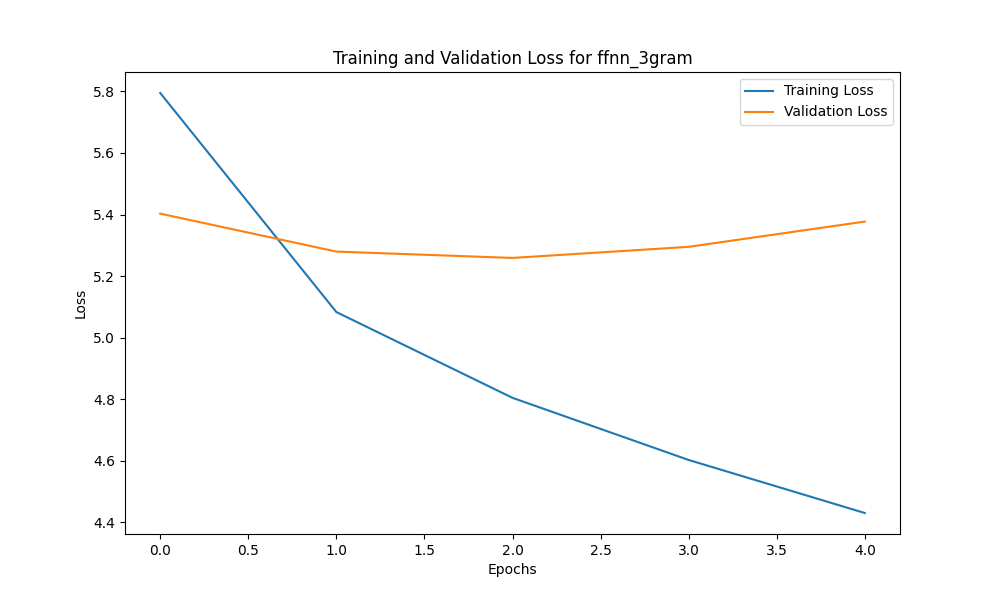 Training and Validation Loss for ffnn_3gram
Training Loss
Validation Loss
5.8
5.6
5.4
5.2
5.0
4.8
4.6
4.4
Loss
0.0 0.5 1.0 1.5 2.0 2.5 3.0 3.5 4.0
Epochs